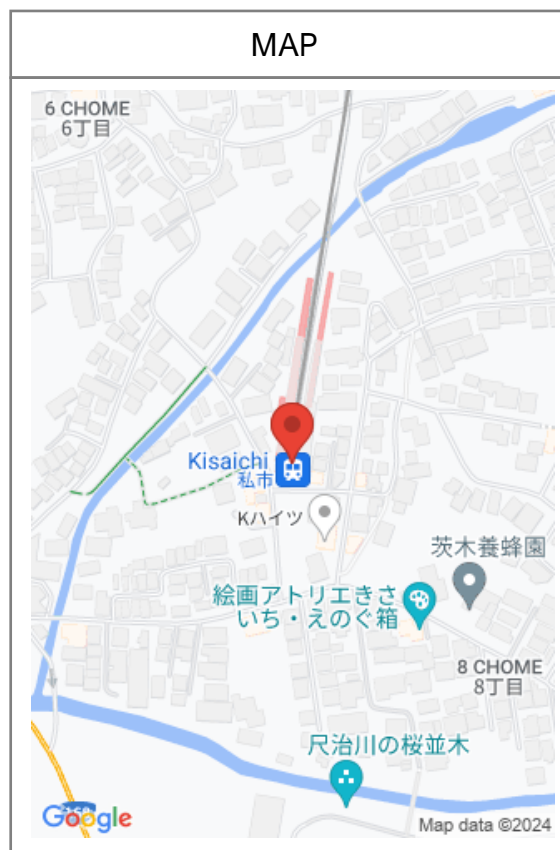 MAP
6 CHOME
6丁目
Kisaichi
私市
Kハイツ
茨木養蜂園
絵画アトリエきさ
いち・えのぐ箱
8 CHOME
8丁目
尺治川の桜並木
Google
Map data ©2024